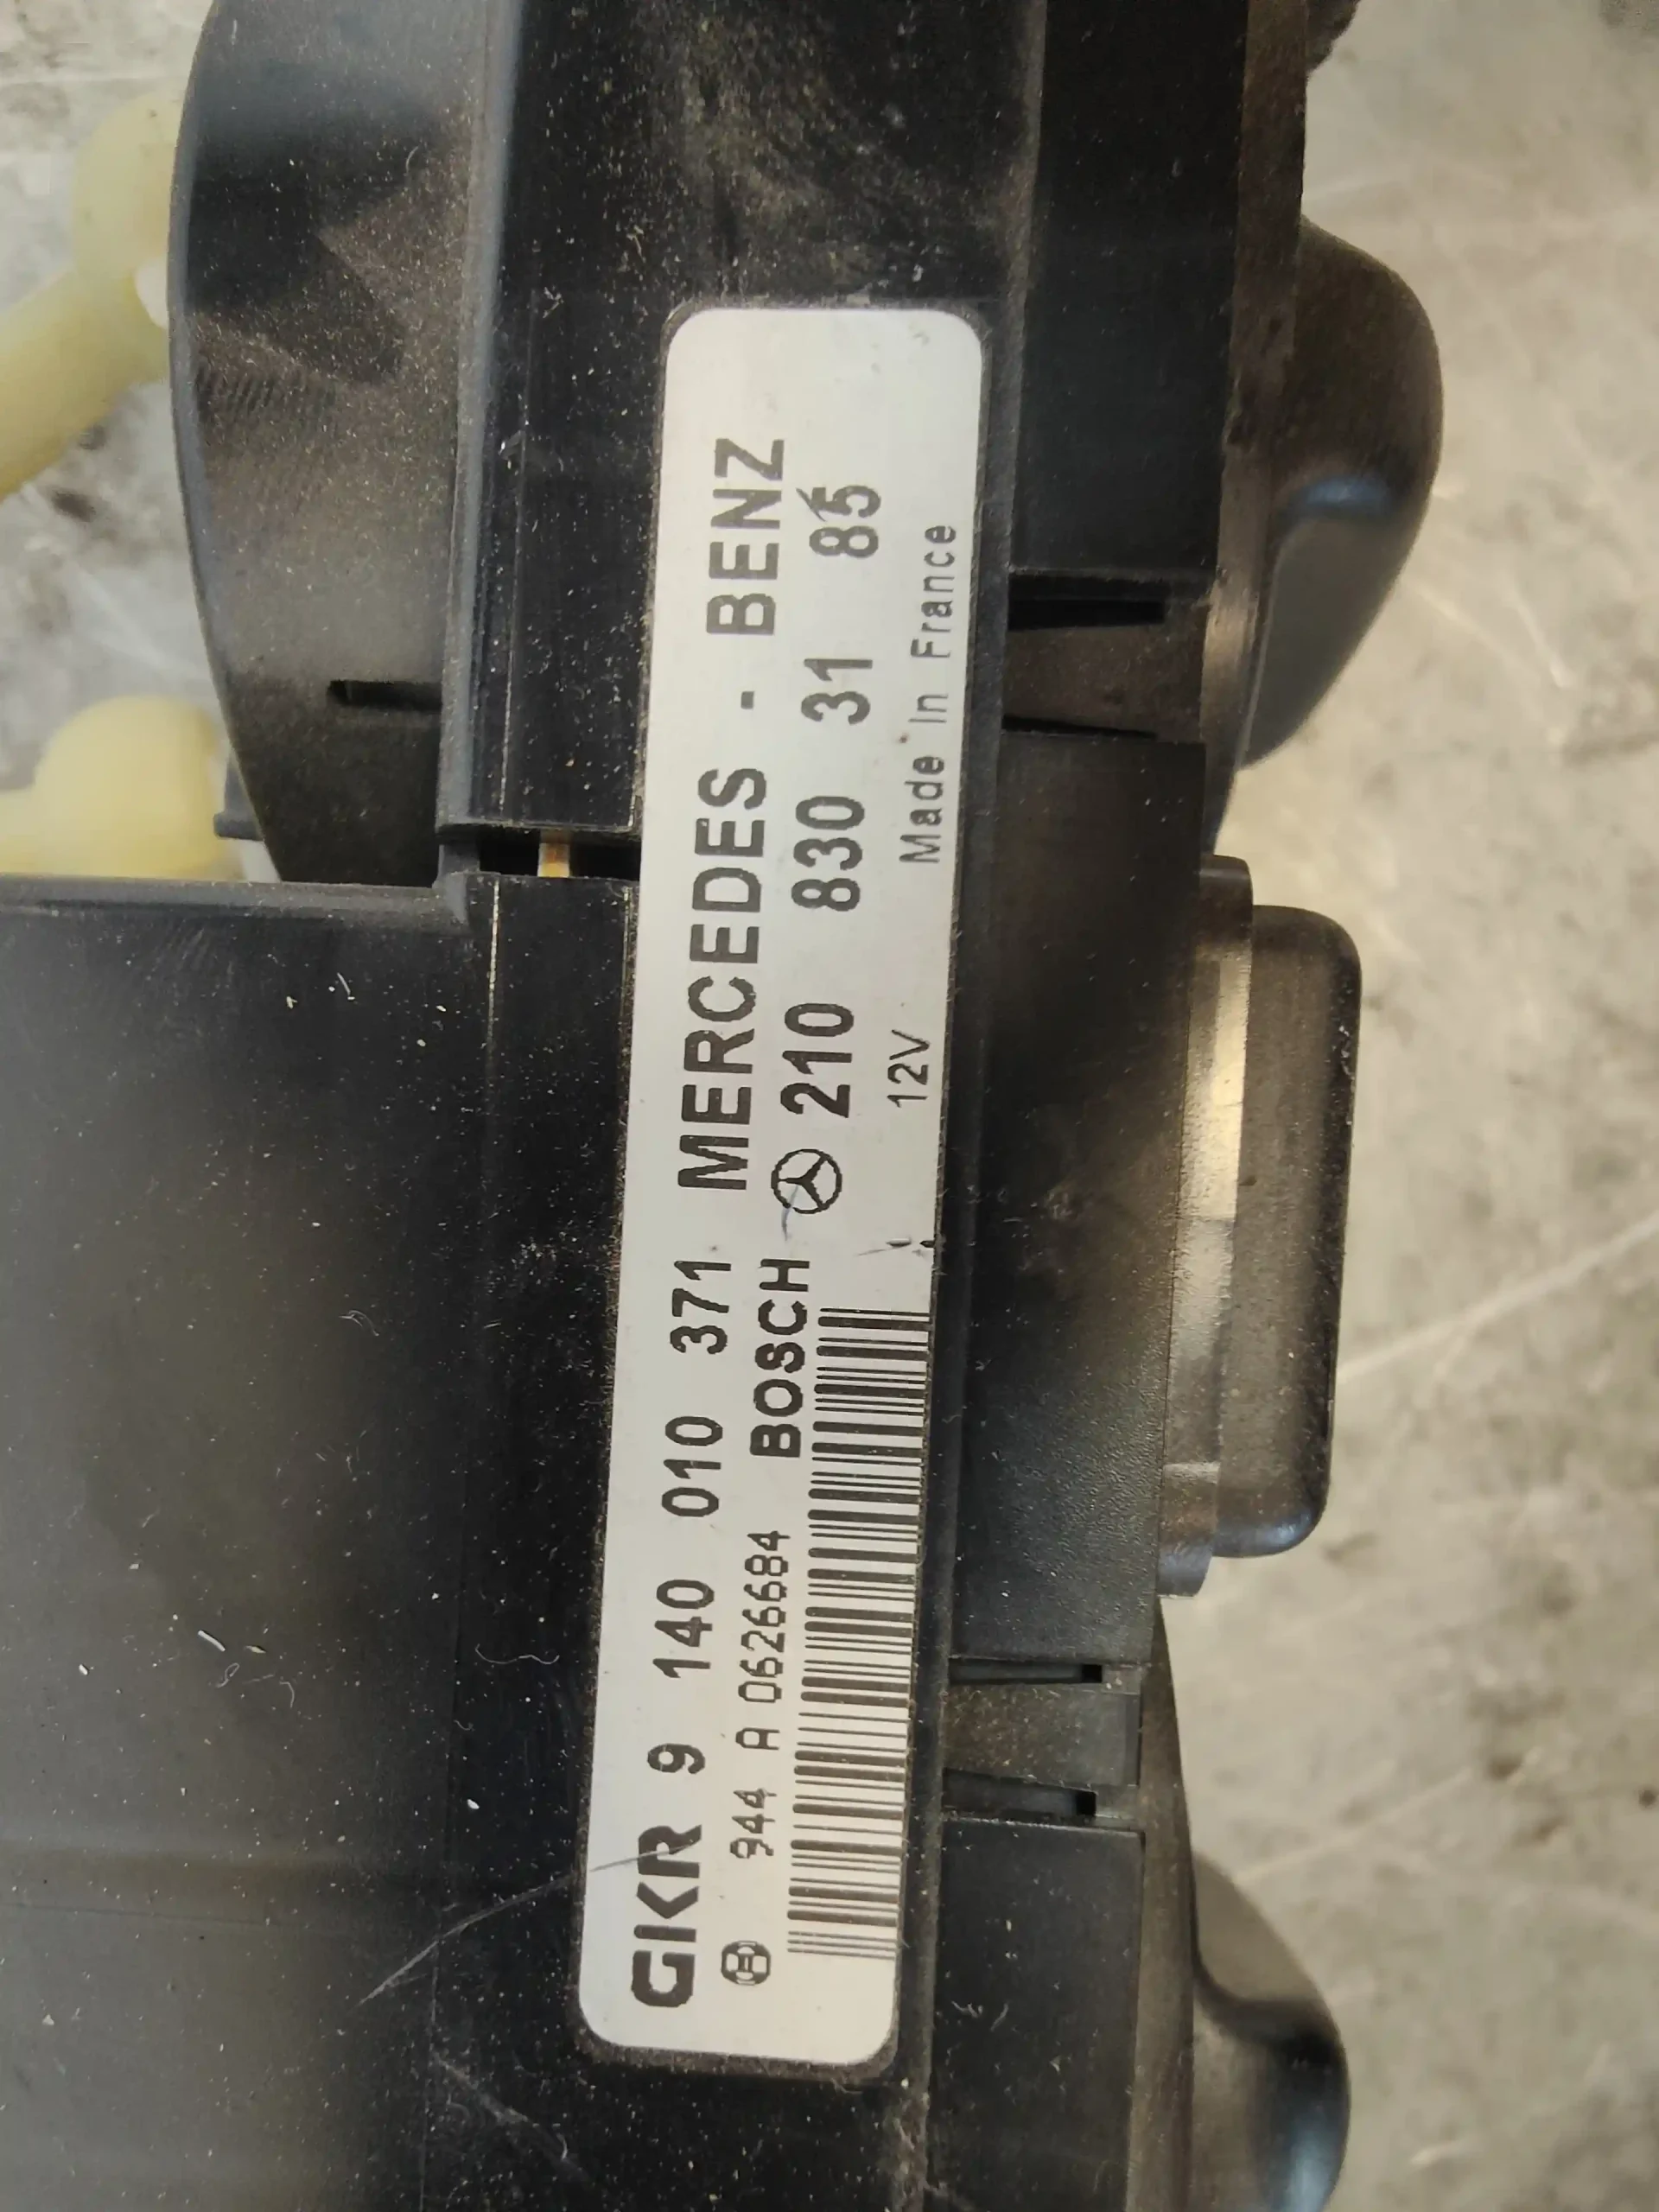 GKR 9 140 010 371 MERCEDES - BENZ
944 A 0626684 BOSCH 210 830 31 85
12V Made in France